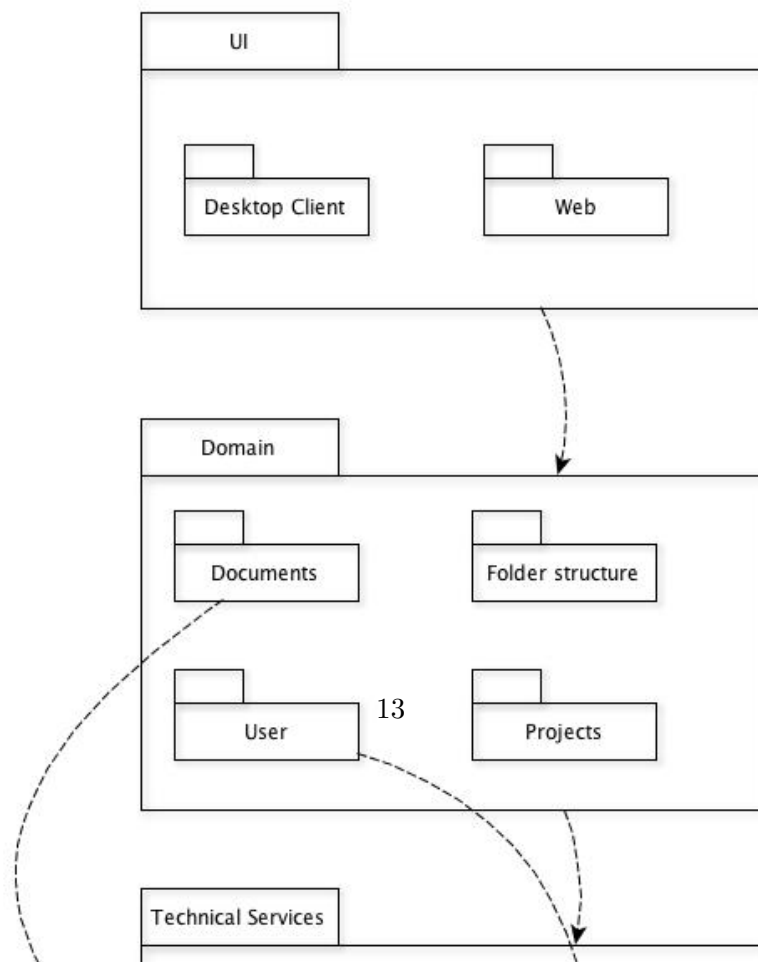 UI
Desktop Client
Web
Domain
Documents
Folder structure
13
User
Projects
Technical Services